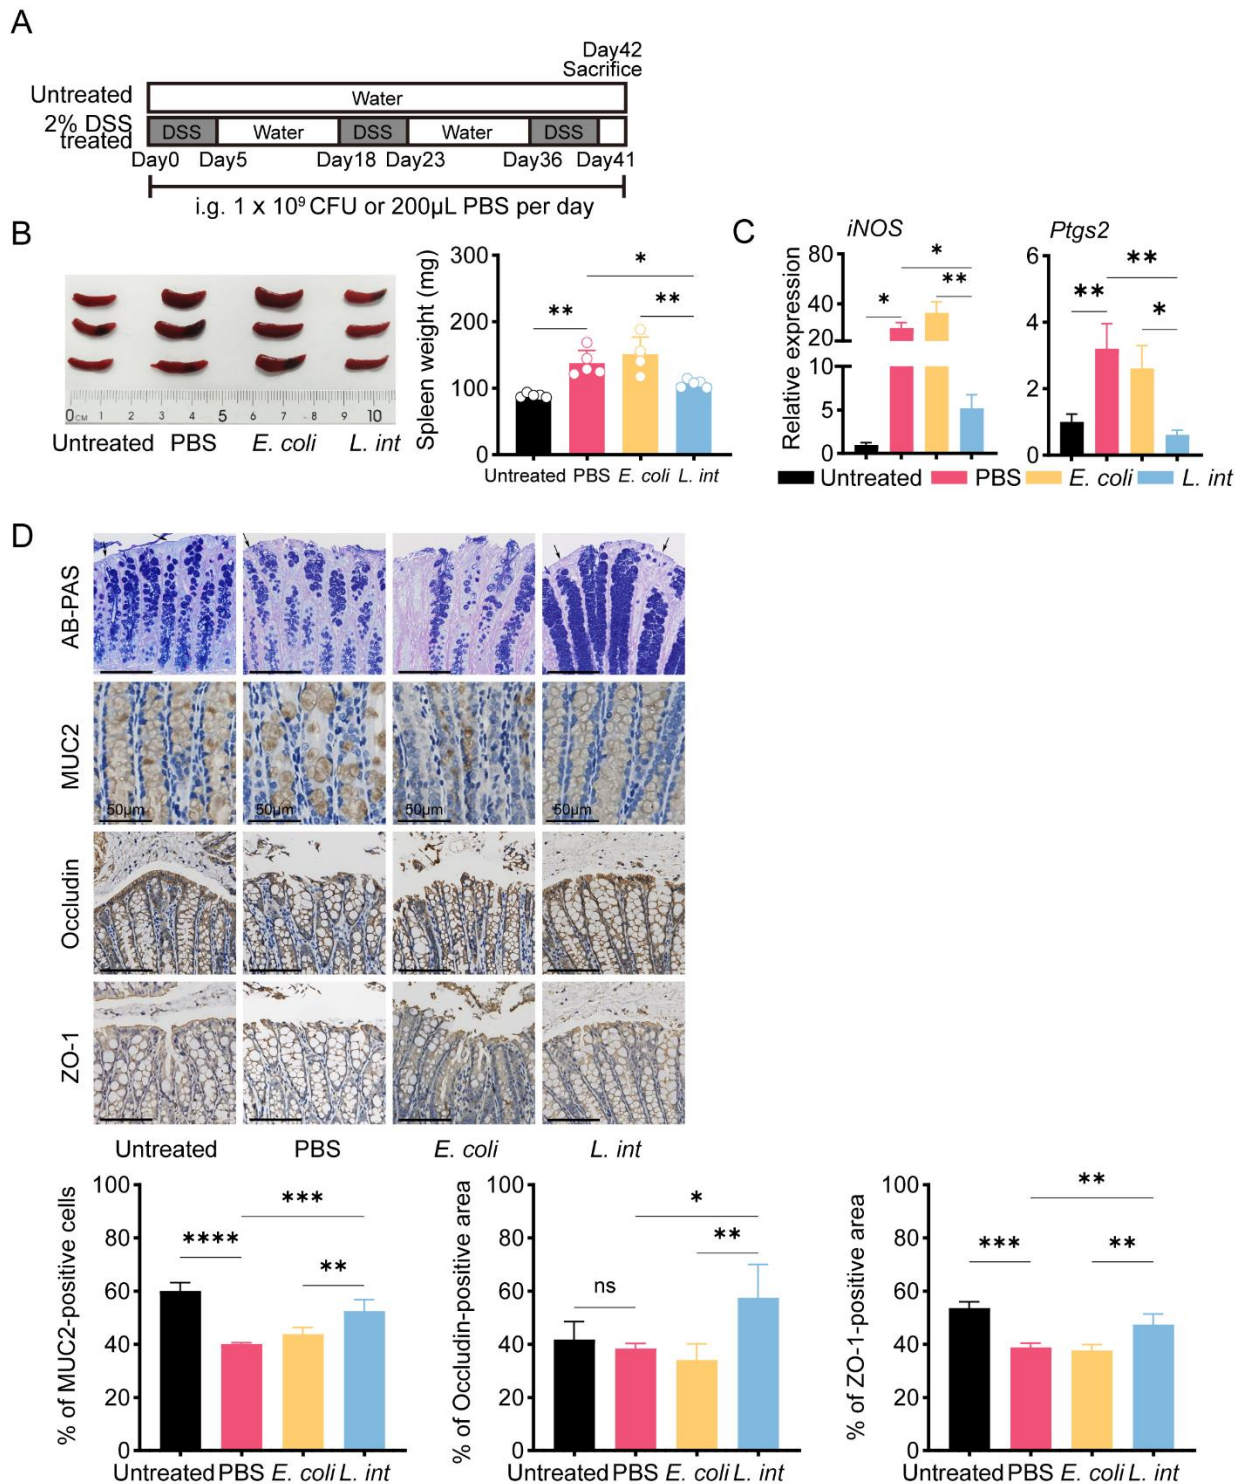 A
Day42
Sacrifice
Untreated
Water
2% DSS
treated
DSS Water DSS Water DSS
Day0 Day5 Day18 Day23 Day36 Day41
i.g. 1 x 10⁹ CFU or 200µL PBS per day
B
0 CM 1 2 3 4 5 6 7 8 9 10
Untreated PBS E. coli L. int
Spleen weight (mg)
300
200
100
0
*
** **
Untreated PBS E. coli L. int
C
iNOS
Relative expression
80
40
20
10
5
0
*
* **
Ptgs2
6
4
2
0
**
** *
Untreated PBS E. coli L. int
D
AB-PAS
MUC2
50µm 50µm 50µm 50µm
Occludin
ZO-1
Untreated PBS E. coli L. int
% of MUC2-positive cells
100
80
60
40
20
0
***
**** **
Untreated PBS E. coli L. int
% of Occludin-positive area
100
80
60
40
20
0
*
ns **
Untreated PBS E. coli L. int
% of ZO-1-positive area
100
80
60
40
20
0
**
*** **
Untreated PBS E. coli L. int